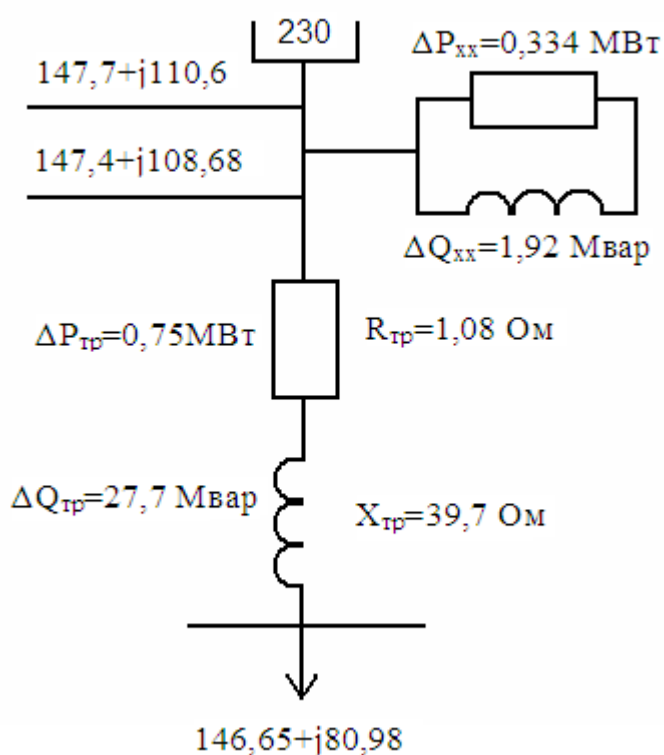 230
ΔPхх=0,334 МВт
147,7+j110,6
147,4+j108,68
ΔQхх=1,92 Мвар
ΔPтр=0,75МВт
Rтр=1,08 Ом
ΔQтр=27,7 Мвар
Xтр=39,7 Ом
146,65+j80,98